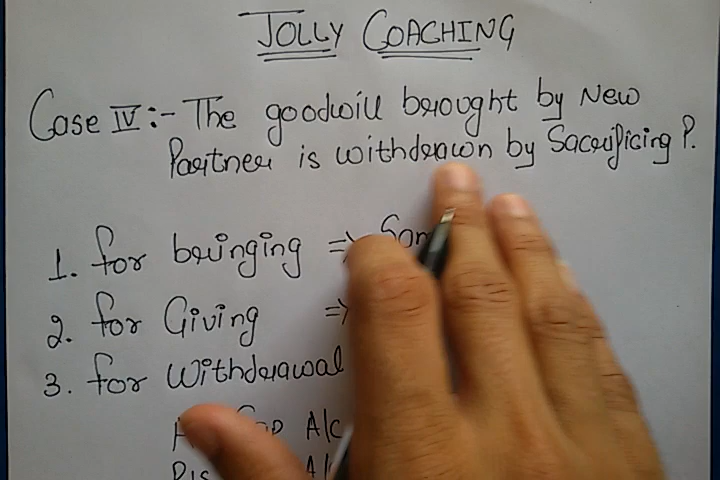 JOLLY COACHING
Case IV:- The goodwill brought by New
Partner is withdrawn by Sacrificing P.
1. for bringing ⇒
2. for Giving ⇒
3. for Withdrawal
A/c